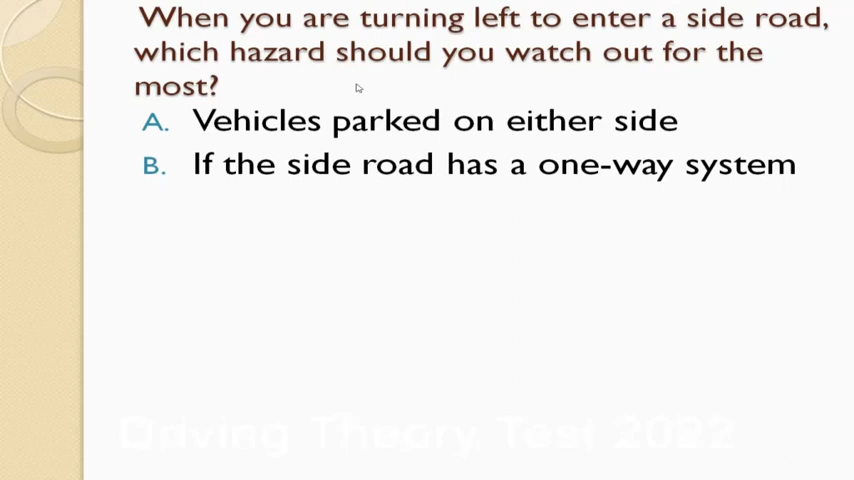 When you are turning left to enter a side road,
which hazard should you watch out for the
most?
A. Vehicles parked on either side
B. If the side road has a one-way system
Driving Theory Test 2022